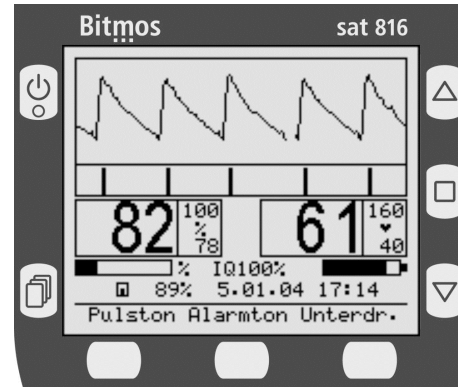 Bitmos sat 816
82 100 % 78 61 160 ♥ 40
% IQ100%
89% 5.01.04 17:14
Pulston Alarmton Unterdr.